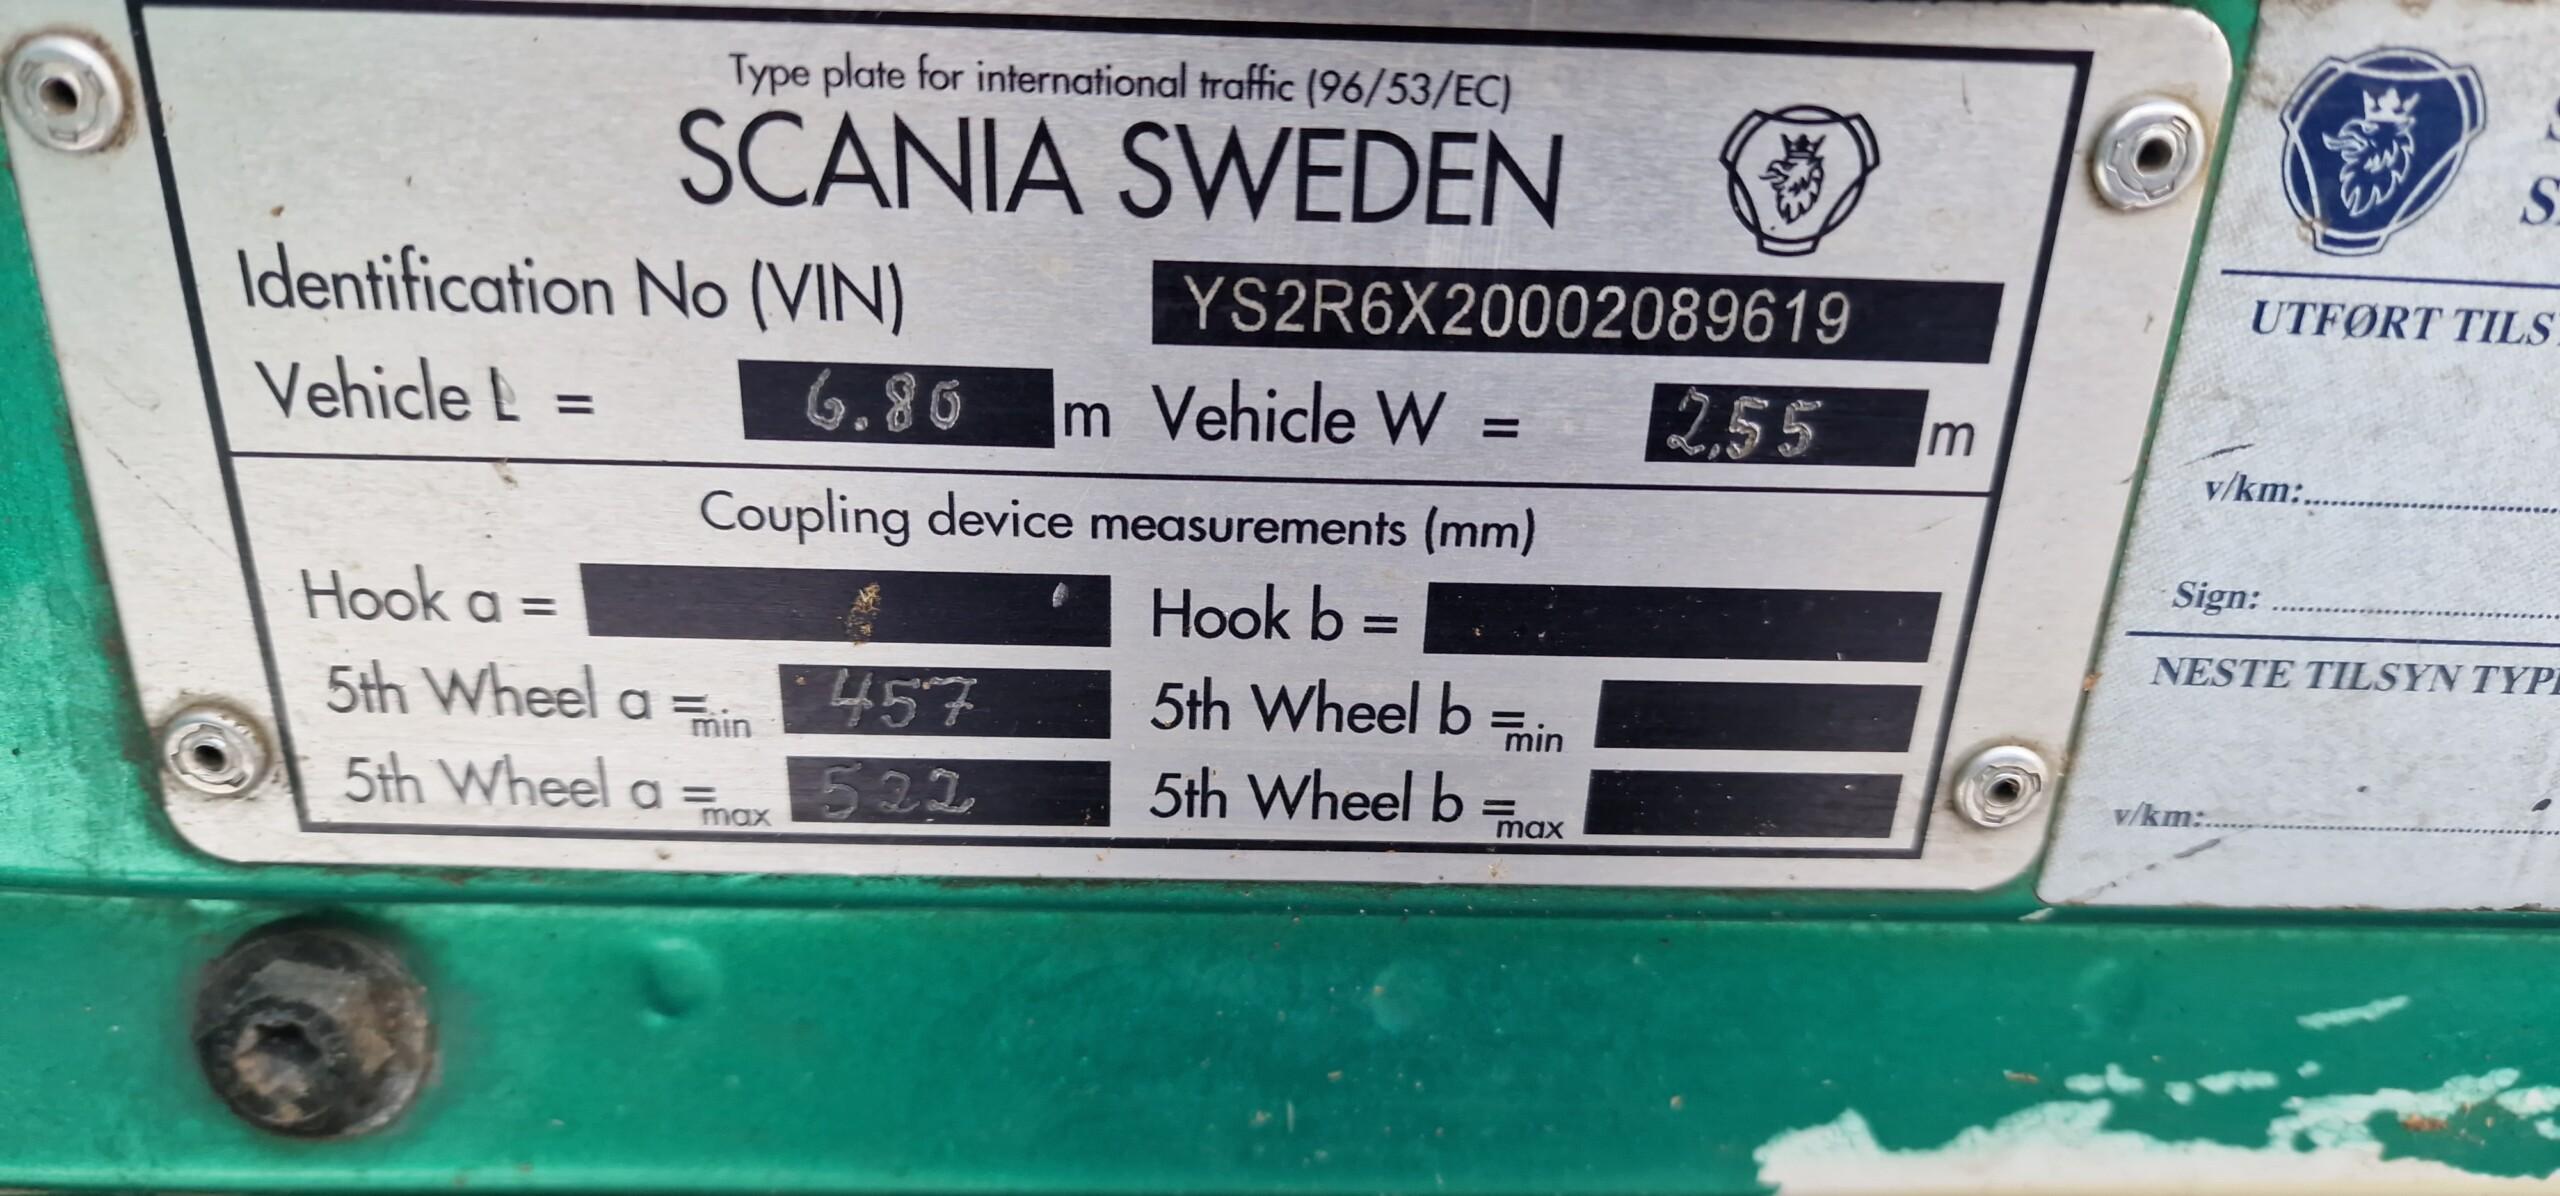 Type plate for international traffic (96/53/EC)
SCANIA SWEDEN
Identification No (VIN) YS2R6X20002089619
Vehicle L = 6.80 m Vehicle W = 2.55 m
Coupling device measurements (mm)
Hook a = Hook b =
5th Wheel a =min 457 5th Wheel b =min
5th Wheel a =max 522 5th Wheel b =max
UTFØRT TILS
v/km:
Sign:
NESTE TILSYN TYP
v/km: